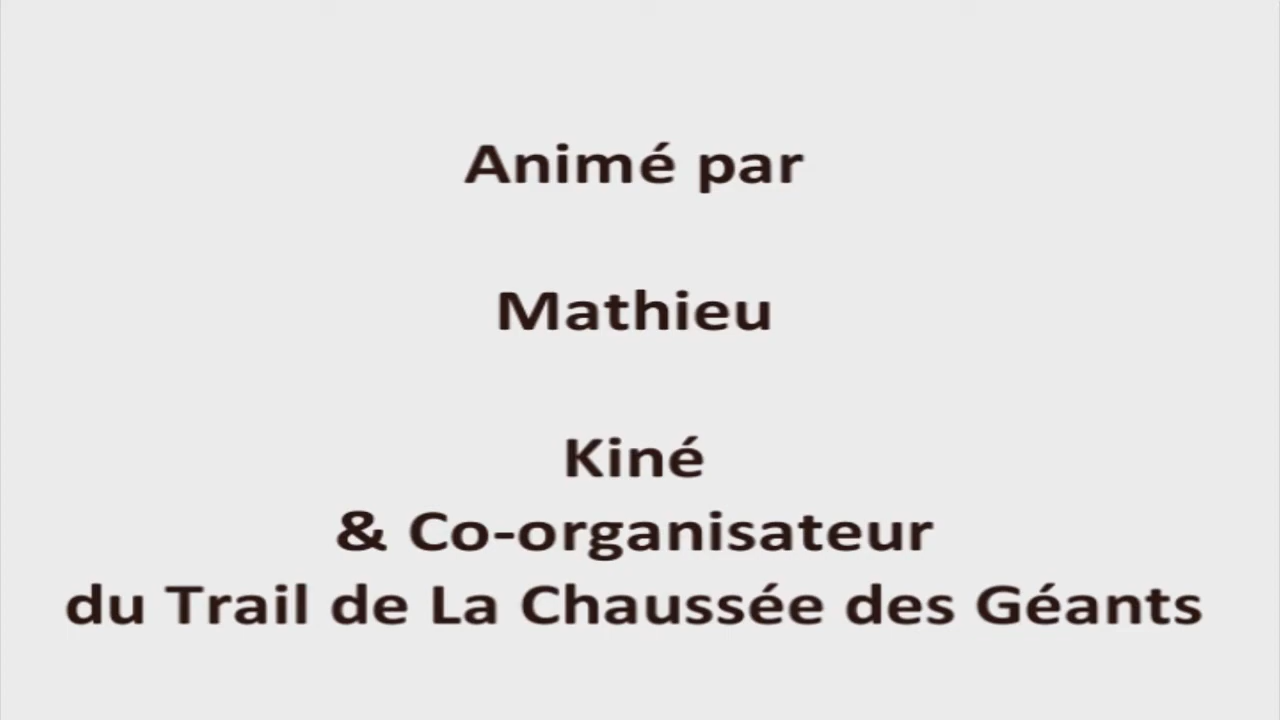 Animé par
Mathieu
Kiné
& Co-organisateur
du Trail de La Chaussée des Géants